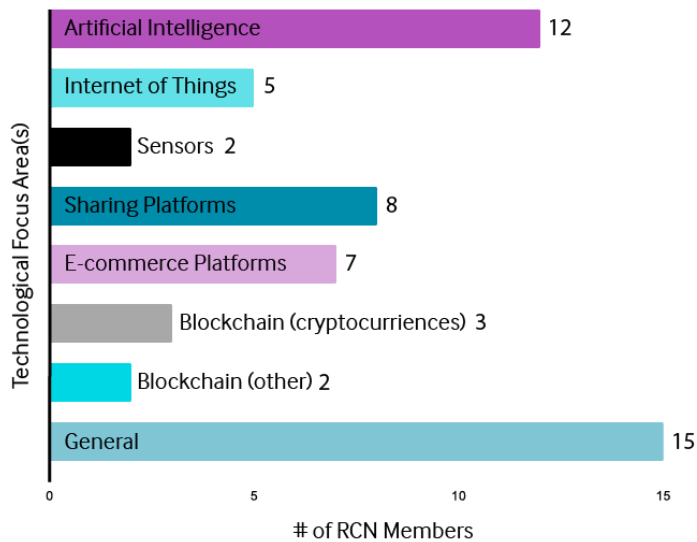 Technological Focus Area(s)
Artificial Intelligence 12
Internet of Things 5
Sensors 2
Sharing Platforms 8
E-commerce Platforms 7
Blockchain (cryptocurriences) 3
Blockchain (other) 2
General 15
0 5 10 15
# of RCN Members